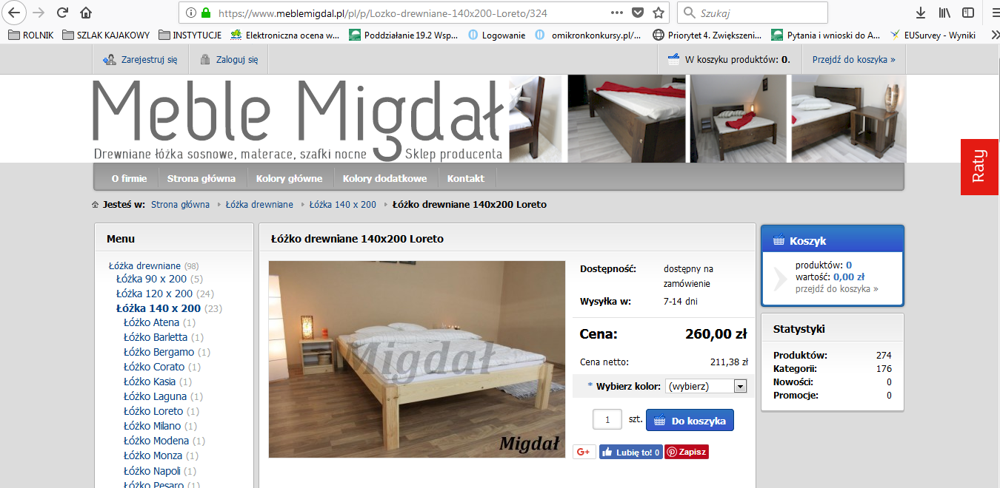 https://www.meblemigdal.pl/pl/p/Lozko-drewniane-140x200-Loreto/324
Szukaj
ROLNIK
SZLAK KAJAKOWY
INSTYTUCJE
Elektroniczna ocena w...
Poddziałanie 19.2 Wsp...
Logowanie
omikronkonkursy.pl/...
Priorytet 4. Zwiększeni...
Pytania i wnioski do A...
EUSurvey - Wyniki
Zarejestruj się
Zaloguj się
W koszyku produktów: 0.
Przejdź do koszyka »
Meble Migdał
Drewniane łóżka sosnowe, materace, szafki nocne Sklep producenta
Raty
O firmie
Strona główna
Kolory główne
Kolory dodatkowe
Kontakt
Jesteś w: Strona główna Łóżka drewniane Łóżka 140 x 200 Łóżko drewniane 140x200 Loreto
Menu
Łóżka drewniane (98)
Łóżka 90 x 200 (5)
Łóżka 120 x 200 (24)
Łóżka 140 x 200 (23)
Łóżko Atena (1)
Łóżko Barletta (1)
Łóżko Bergamo (1)
Łóżko Corato (1)
Łóżko Kasia (1)
Łóżko Laguna (1)
Łóżko Loreto (1)
Łóżko Milano (1)
Łóżko Modena (1)
Łóżko Monza (1)
Łóżko Napoli (1)
Łóżko Pesaro (1)
Łóżko drewniane 140x200 Loreto
Migdał
Migdał
Dostępność: dostępny na
zamówienie
Wysyłka w: 7-14 dni
Cena: 260,00 zł
Cena netto: 211,38 zł
* Wybierz kolor: (wybierz)
1 szt. Do koszyka
G+
Lubię to! 0
Zapisz
Koszyk
produktów: 0
wartość: 0,00 zł
przejdź do koszyka »
Statystyki
Produktów: 274
Kategorii: 176
Nowości: 0
Promocje: 0